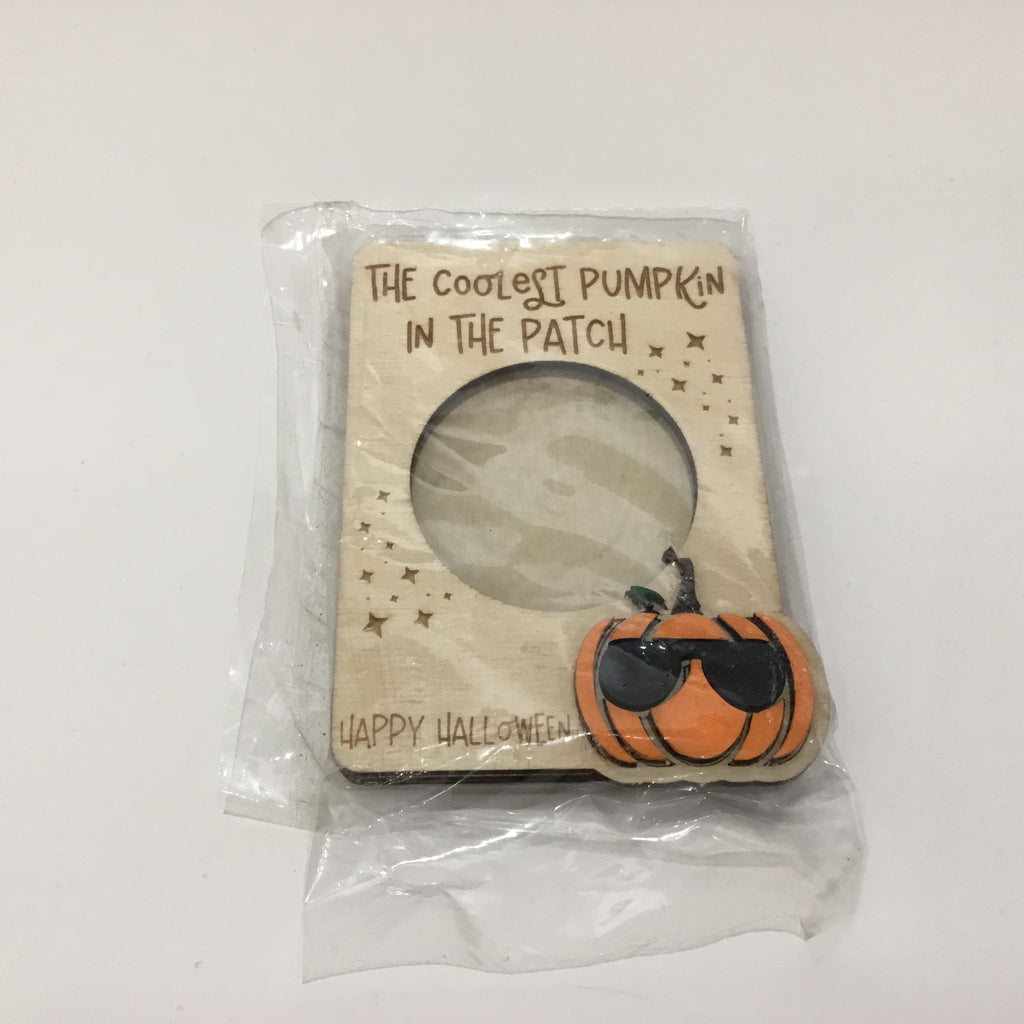 THE COOLEST PUMPKIN
IN THE PATCH
HAPPY HALLOWEEN